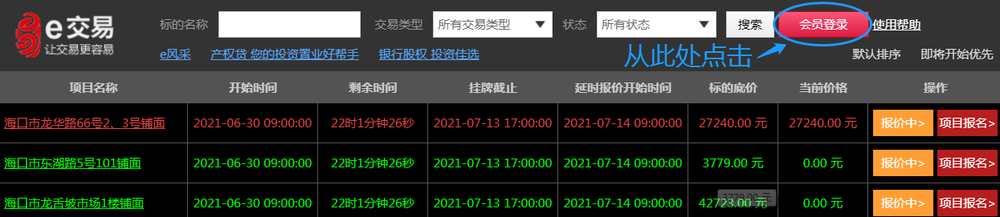 e交易
让交易更容易
标的名称 交易类型 所有交易类型 状态 所有状态 搜索 会员登录 使用帮助
e风采 产权贷 您的投资置业好帮手 银行股权 投资佳选 从此处点击 默认排序 即将开始优先
项目名称 开始时间 剩余时间 挂牌截止 延时报价开始时间 标的底价 当前价格 操作
海口市龙华路66号2、3号铺面 2021-06-30 09:00:00 22时1分钟26秒 2021-07-13 17:00:00 2021-07-14 09:00:00 27240.00 元 27240.00 元 报价中> 项目报名>
海口市东湖路5号101铺面 2021-06-30 09:00:00 22时1分钟26秒 2021-07-13 17:00:00 2021-07-14 09:00:00 3779.00 元 0.00 元 报价中> 项目报名>
海口市龙舌坡市场1楼铺面 2021-06-30 09:00:00 22时1分钟26秒 2021-07-13 17:00:00 2021-07-14 09:00:00 42723.00 元 0.00 元 报价中> 项目报名>
3779.00 元